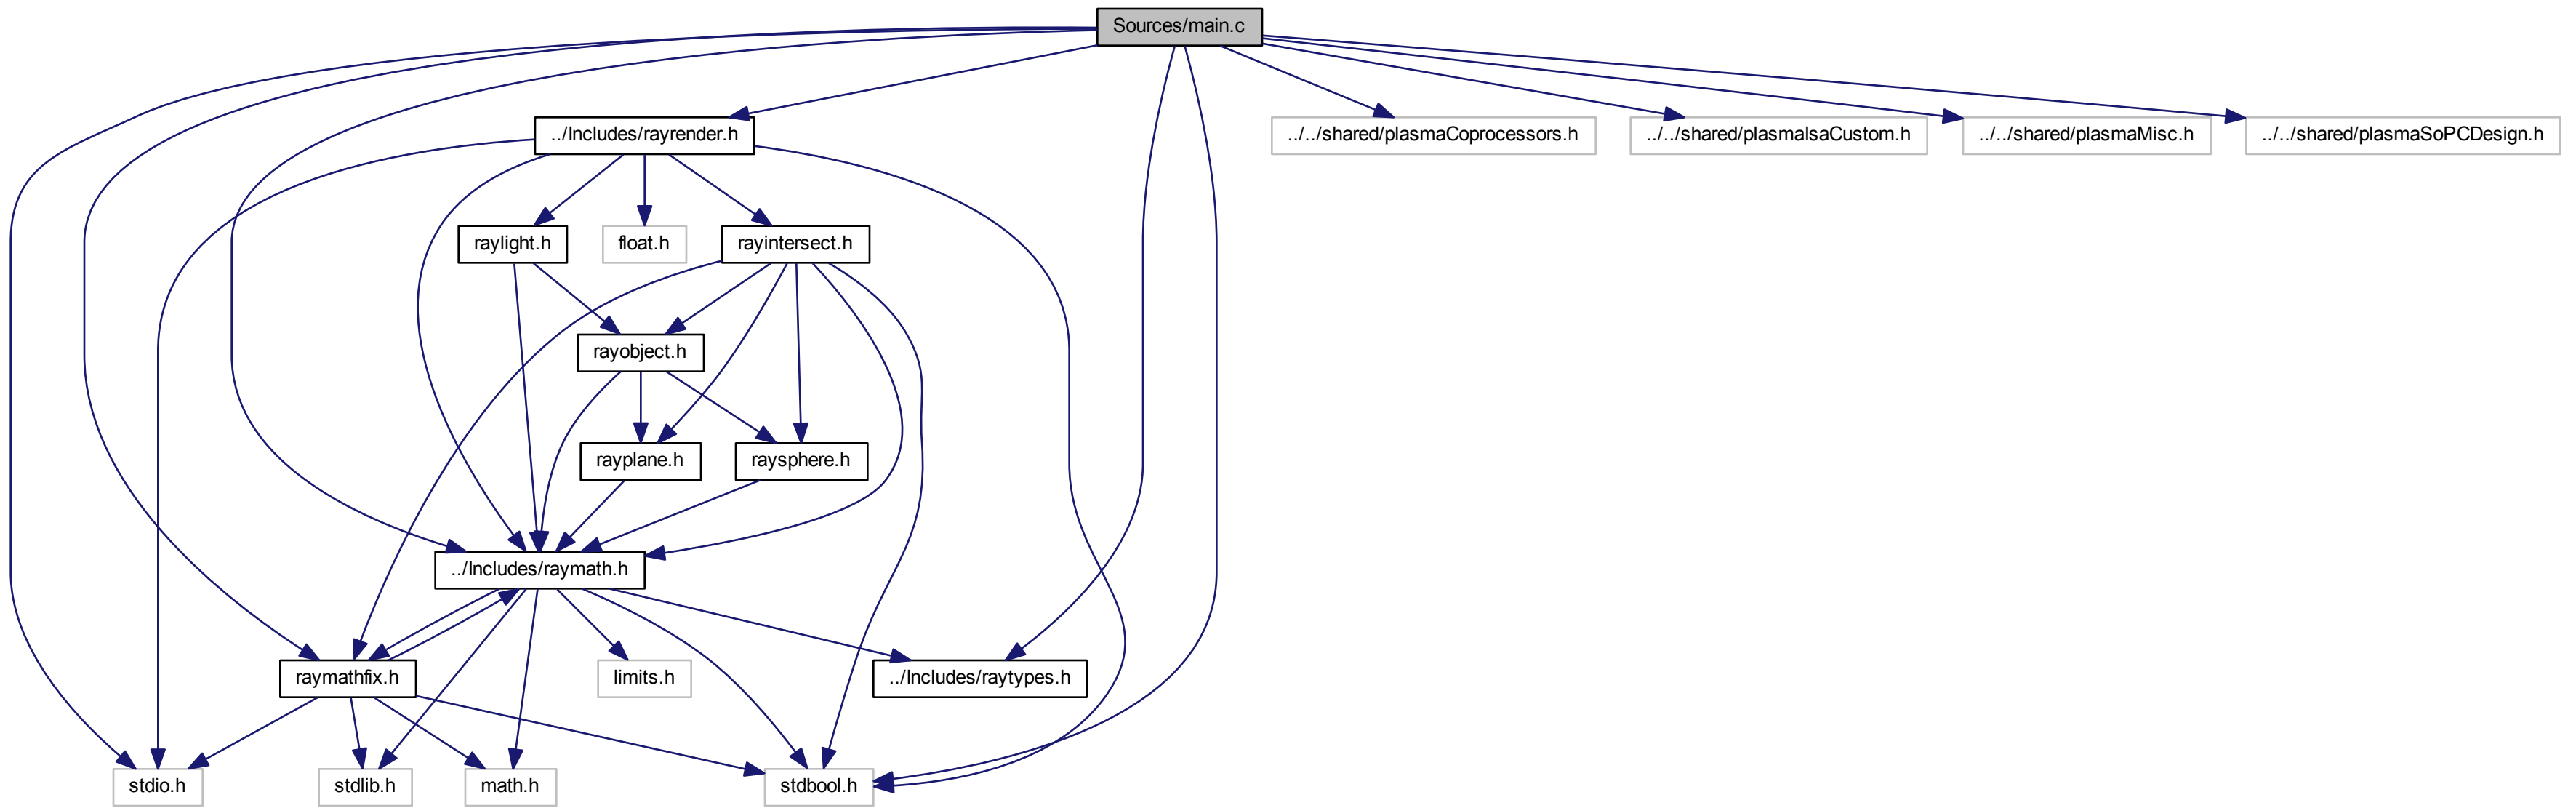 Sources/main.c
../Includes/rayrender.h
../../shared/plasmaCoprocessors.h
../../shared/plasmaIsaCustom.h
../../shared/plasmaMisc.h
../../shared/plasmaSoPCDesign.h
raylight.h
float.h
rayintersect.h
rayobject.h
rayplane.h
raysphere.h
../Includes/raymath.h
raymathfix.h
limits.h
../Includes/raytypes.h
stdio.h
stdlib.h
math.h
stdbool.h